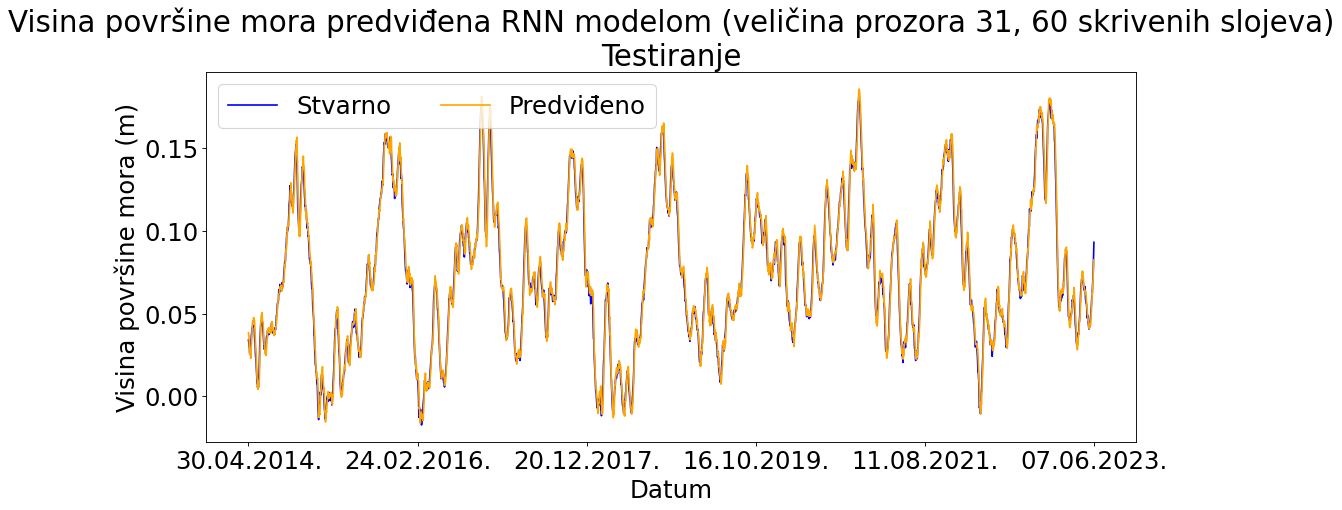 Visina površine mora predviđena RNN modelom (veličina prozora 31, 60 skrivenih slojeva)
Testiranje
Stvarno Predviđeno
Visina površine mora (m)
0.15
0.10
0.05
0.00
30.04.2014. 24.02.2016. 20.12.2017. 16.10.2019. 11.08.2021. 07.06.2023.
Datum